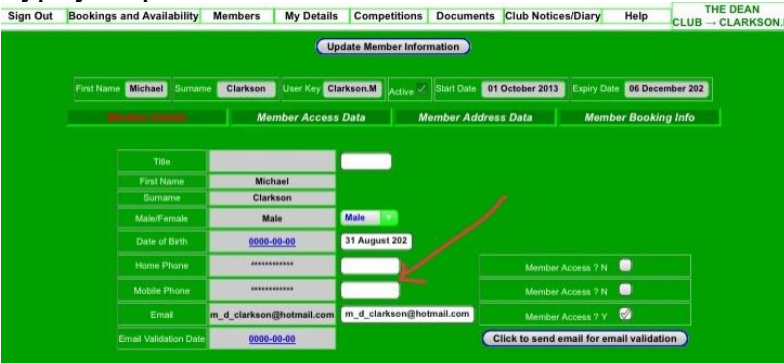 Sign Out Bookings and Availability Members My Details Competitions Documents Club Notices/Diary Help THE DEAN
CLUB → CLARKSON.
Update Member Information
First Name Michael Surname Clarkson User Key Clarkson.M Active Start Date 01 October 2013 Expiry Date 06 December 202
Member Details Member Access Data Member Address Data Member Booking Info
Title
First Name Michael
Surname Clarkson
Male/Female Male Male
Date of Birth 0000-00-00 31 August 202
Home Phone ************ Member Access ? N
Mobile Phone ************ Member Access ? N
Email m_d_clarkson@hotmail.com m_d_clarkson@hotmail.com Member Access ? Y
Email Validation Date 0000-00-00 Click to send email for email validation